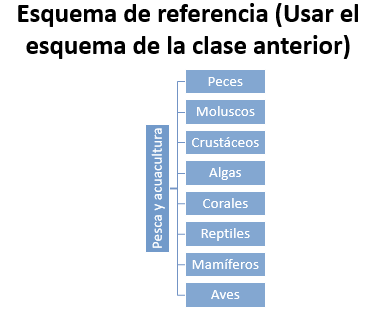 Esquema de referencia (Usar el
esquema de la clase anterior)
Pesca y acuacultura
Peces
Moluscos
Crustáceos
Algas
Corales
Reptiles
Mamíferos
Aves